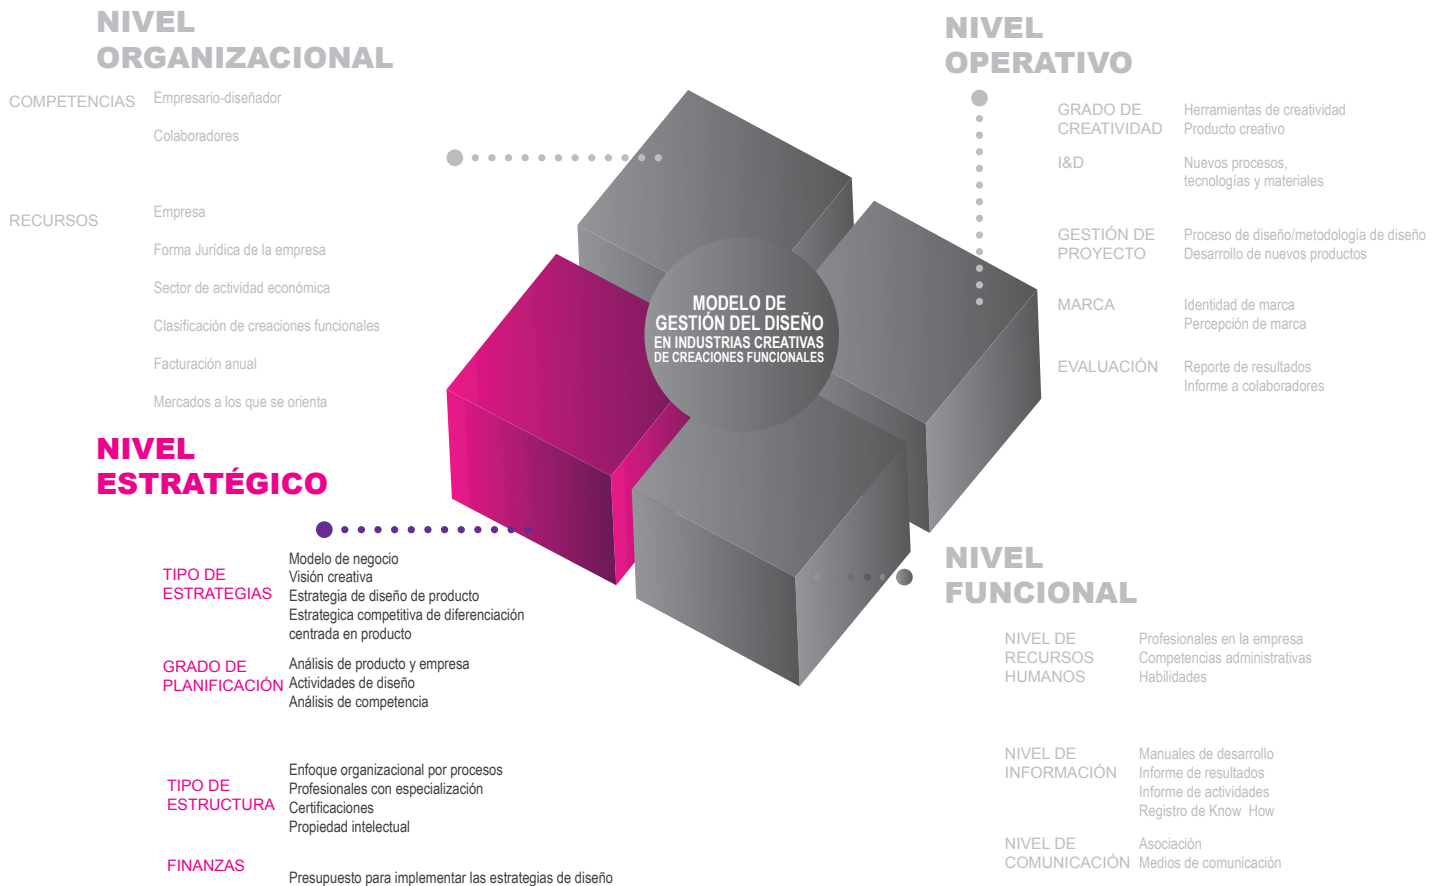 NIVEL
ORGANIZACIONAL
COMPETENCIAS
Empresario-diseñador
Colaboradores
RECURSOS
Empresa
Forma Jurídica de la empresa
Sector de actividad económica
Clasificación de creaciones funcionales
Facturación anual
Mercados a los que se orienta
NIVEL
OPERATIVO
GRADO DE
CREATIVIDAD
Herramientas de creatividad
Producto creativo
I&D
Nuevos procesos,
tecnologías y materiales
GESTIÓN DE
PROYECTO
Proceso de diseño/metodología de diseño
Desarrollo de nuevos productos
MARCA
Identidad de marca
Percepción de marca
EVALUACIÓN
Reporte de resultados
Informe a colaboradores
MODELO DE
GESTIÓN DEL DISEÑO
EN INDUSTRIAS CREATIVAS
DE CREACIONES FUNCIONALES
NIVEL
ESTRATÉGICO
TIPO DE
ESTRATEGIAS
Modelo de negocio
Visión creativa
Estrategia de diseño de producto
Estrategica competitiva de diferenciación
centrada en producto
GRADO DE
PLANIFICACIÓN
Análisis de producto y empresa
Actividades de diseño
Análisis de competencia
TIPO DE
ESTRUCTURA
Enfoque organizacional por procesos
Profesionales con especialización
Certificaciones
Propiedad intelectual
FINANZAS
Presupuesto para implementar las estrategias de diseño
NIVEL
FUNCIONAL
NIVEL DE
RECURSOS
HUMANOS
Profesionales en la empresa
Competencias administrativas
Habilidades
NIVEL DE
INFORMACIÓN
Manuales de desarrollo
Informe de resultados
Informe de actividades
Registro de Know How
NIVEL DE
COMUNICACIÓN
Asociación
Medios de comunicación